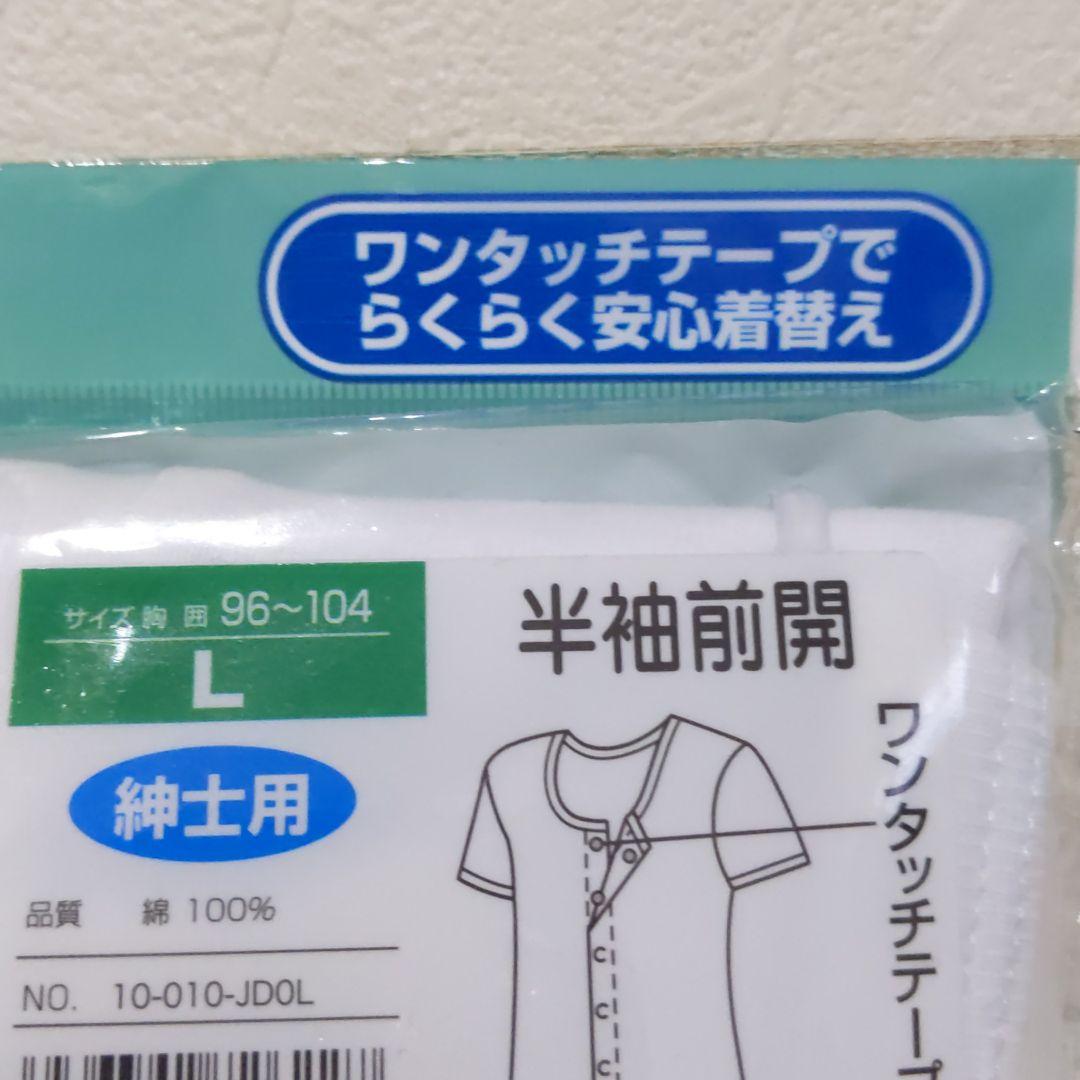 ワンタッチテープで
らくらく安心着替え
サイズ 胸 囲 96〜104
L
半袖前開
ワンタッチテープ
紳士用
品質 綿 100%
NO. 10-010-JD0L